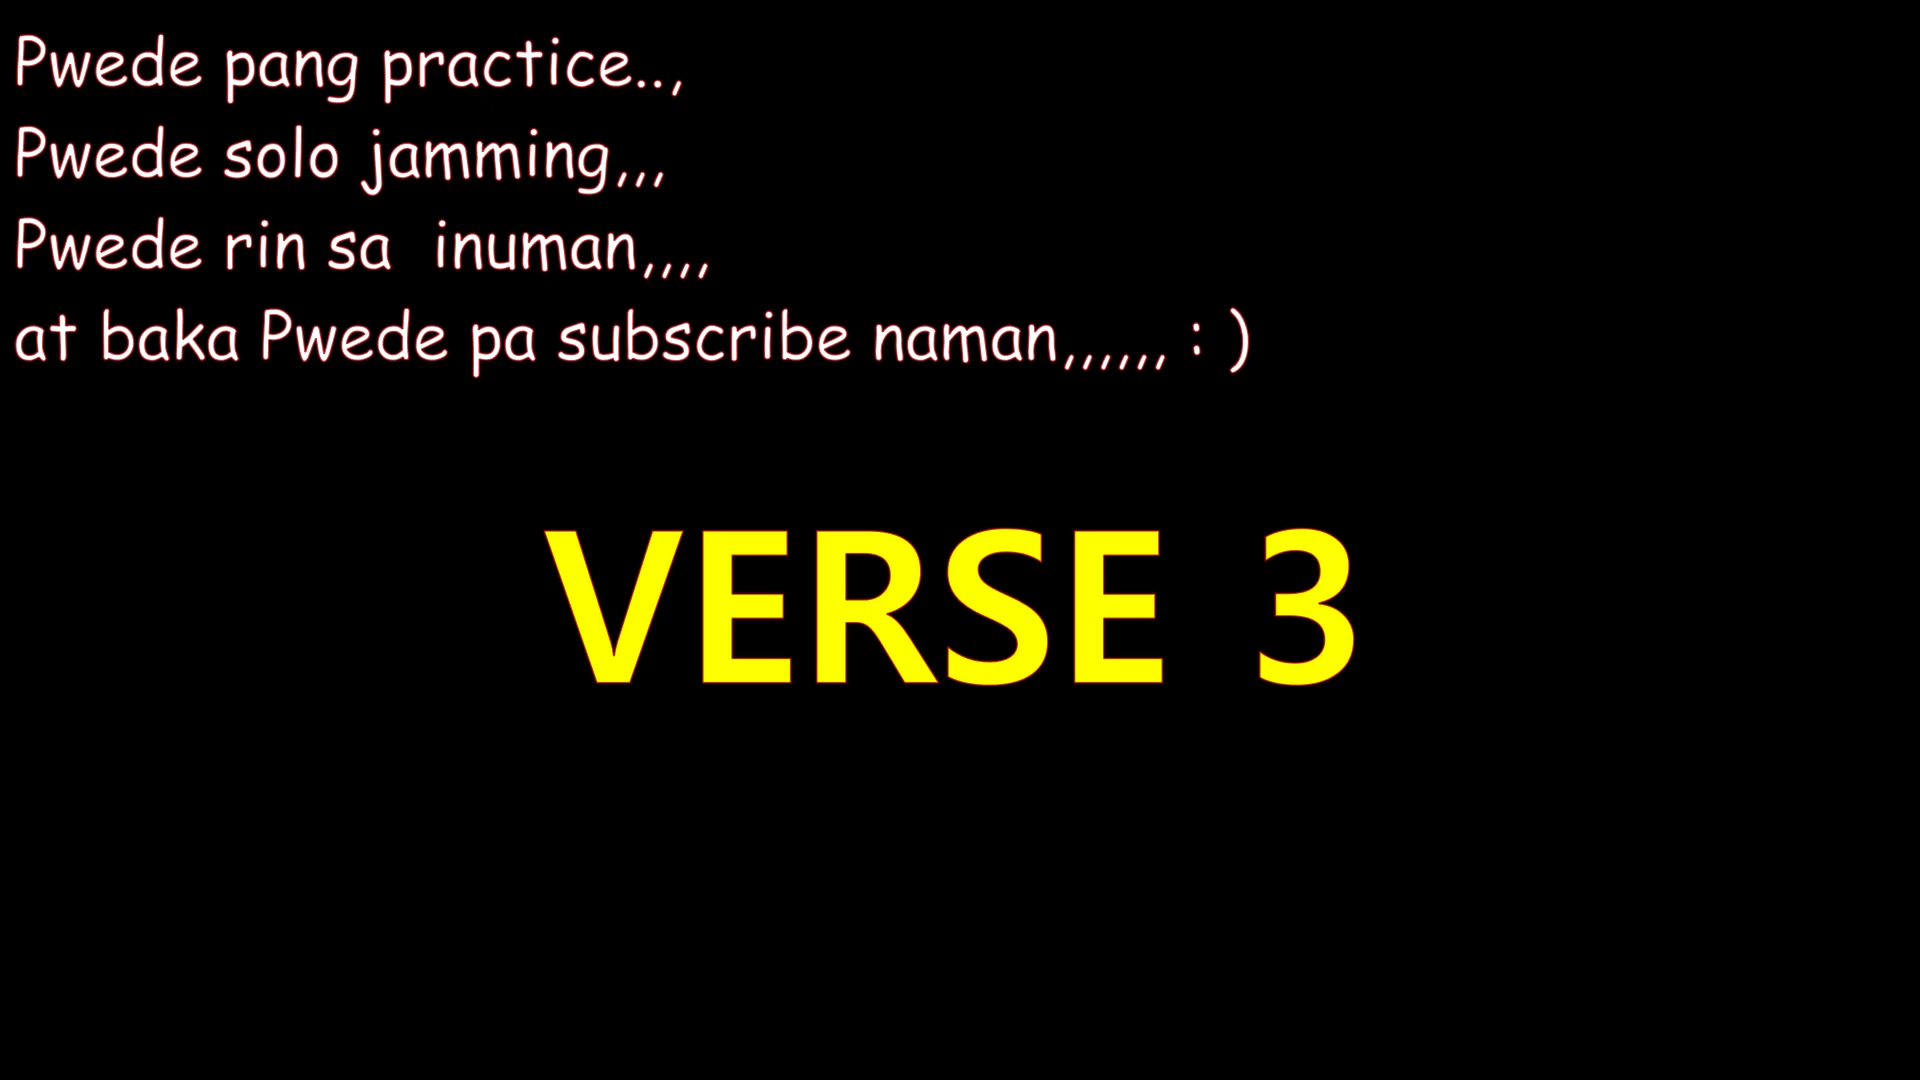 Pwede pang practice..,
Pwede solo jamming,,,
Pwede rin sa  inuman,,,,
at baka Pwede pa subscribe naman,,,,,, : )
VERSE 3